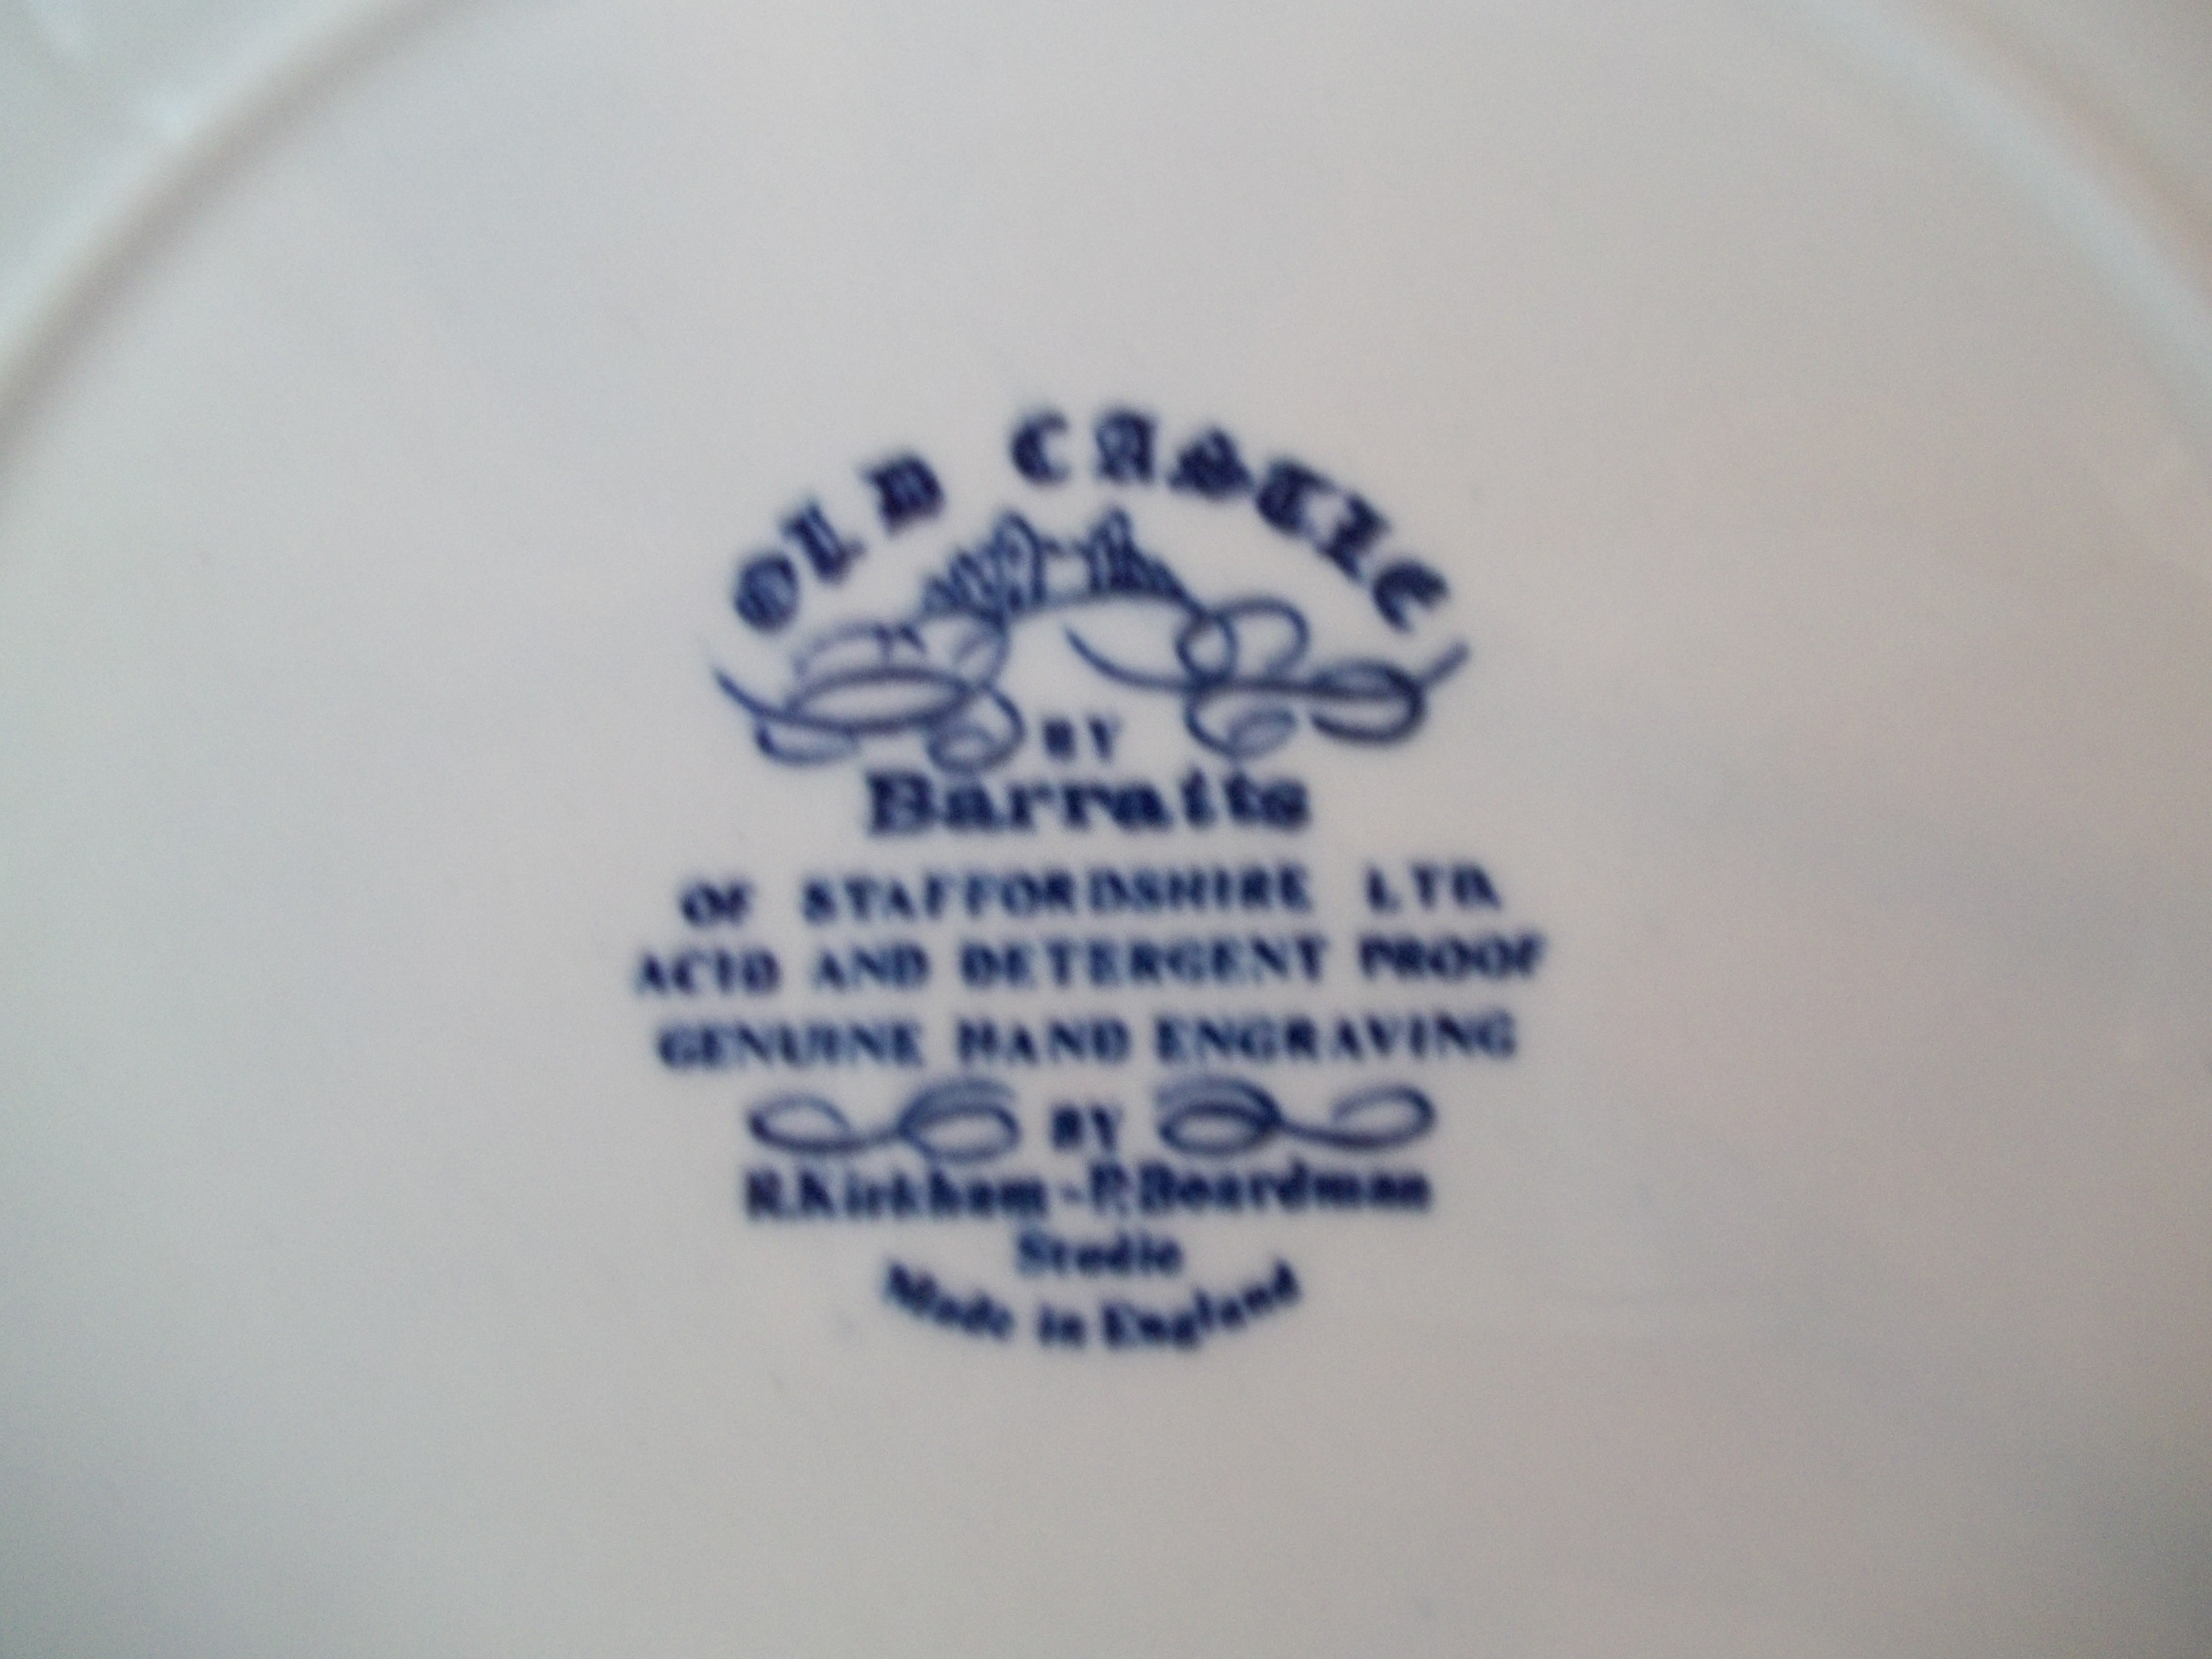 OLD CASTLE
BY
Barratts
OF STAFFORDSHIRE LTD.
ACID AND DETERGENT PROOF
GENUINE HAND ENGRAVING
BY
R.Kirkham-P.Boardman
Studio
Made in England